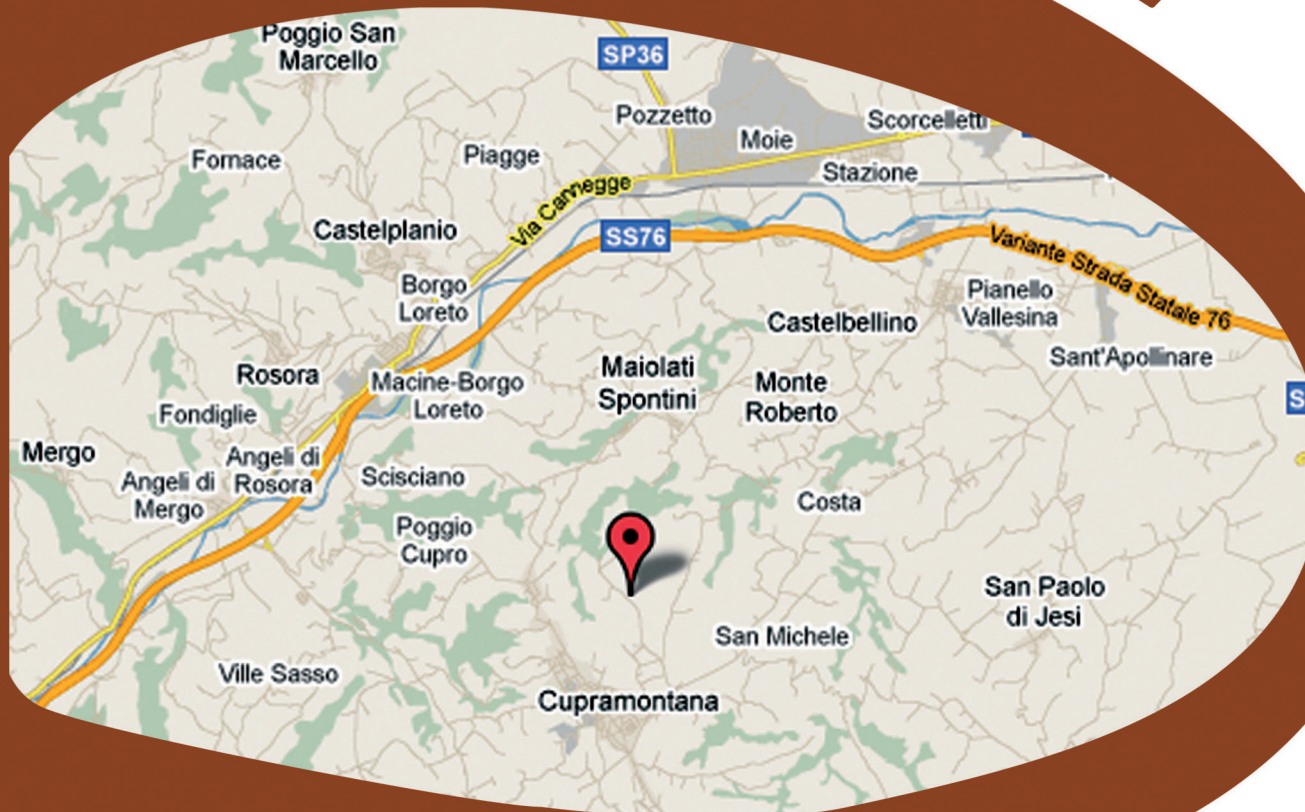 Poggio San
Marcello
SP36
Pozzetto
Scorcelletti
Moie
Fornace
Piagge
Stazione
Via Cannegge
Castelplanio
SS76
Variante Strada Statale 76
Borgo
Loreto
Pianello
Vallesina
Castelbellino
Sant'Apollinare
Rosora
Macine-Borgo
Loreto
Maiolati
Spontini
Monte
Roberto
S
Fondiglie
Mergo
Angeli di
Rosora
Angeli di
Mergo
Scisciano
Costa
Poggio
Cupro
San Paolo
di Jesi
San Michele
Ville Sasso
Cupramontana